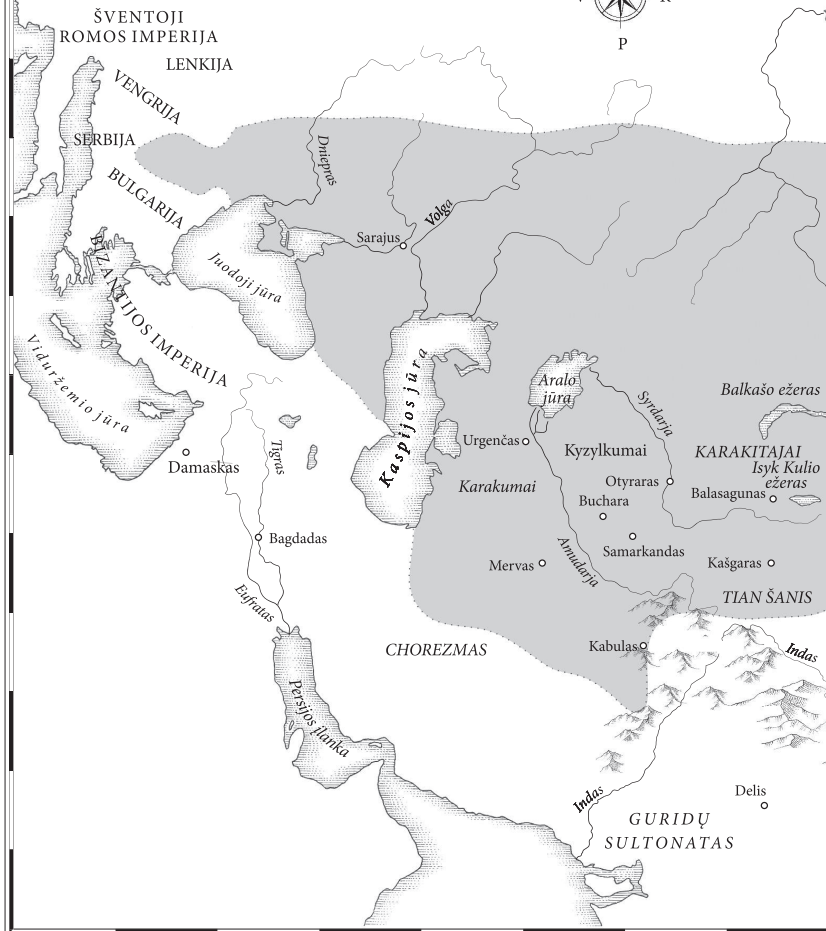 ŠVENTOJI
ROMOS IMPERIJA
LENKIJA
P
VENGRIJA
SERBIJA
BULGARIJA
BIZANTIJOS IMPERIJA
Dniepras
Volga
Sarajus
Juodoji jūra
Viduržemio jūra
Kaspijos jūra
Aralo
jūra
Syrdarja
Balkašo ežeras
Urgenčas
Kyzylkumai
KARAKITAJAI
Isyk Kulio
ežeras
Damaskas
Tigras
Karakumai
Otyraras
Balasagunas
Buchara
Bagdadas
Samarkandas
Mervas
Amudarja
Kašgaras
Eufratas
TIAN ŠANIS
CHOREZMAS
Kabulas
Indas
Persijos įlanka
Indas
Delis
GURIDŲ
SULTONATAS